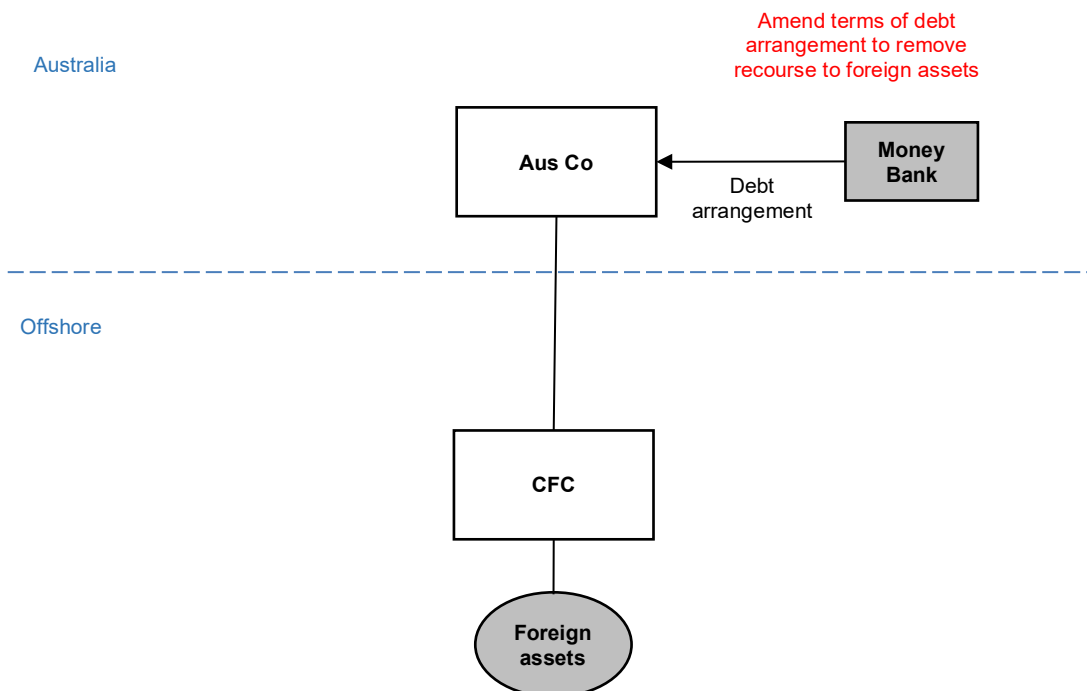 Amend terms of debt
arrangement to remove
recourse to foreign assets
Australia
Aus Co
Money
Bank
Debt
arrangement
Offshore
CFC
Foreign
assets